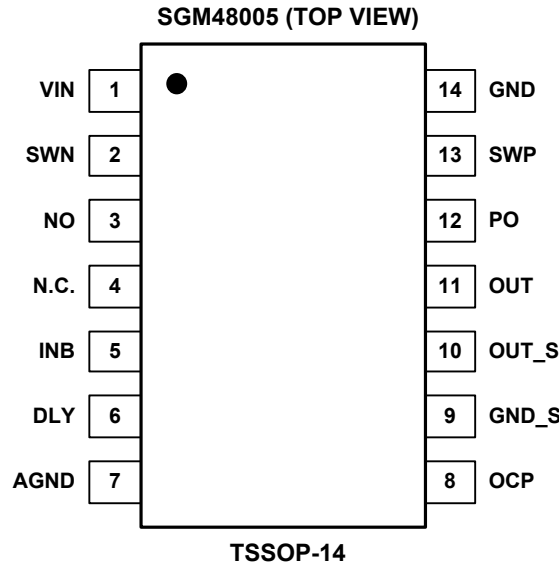 SGM48005 (TOP VIEW)
VIN 1 14 GND
SWN 2 13 SWP
NO 3 12 PO
N.C. 4 11 OUT
INB 5 10 OUT_S
DLY 6 9 GND_S
AGND 7 8 OCP
TSSOP-14